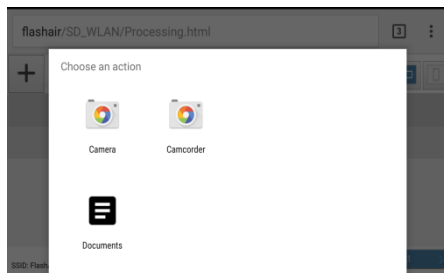 flashair/SD_WLAN/Processing.html
3
Choose an action
Camera
Camcorder
Documents
SSID: Flash